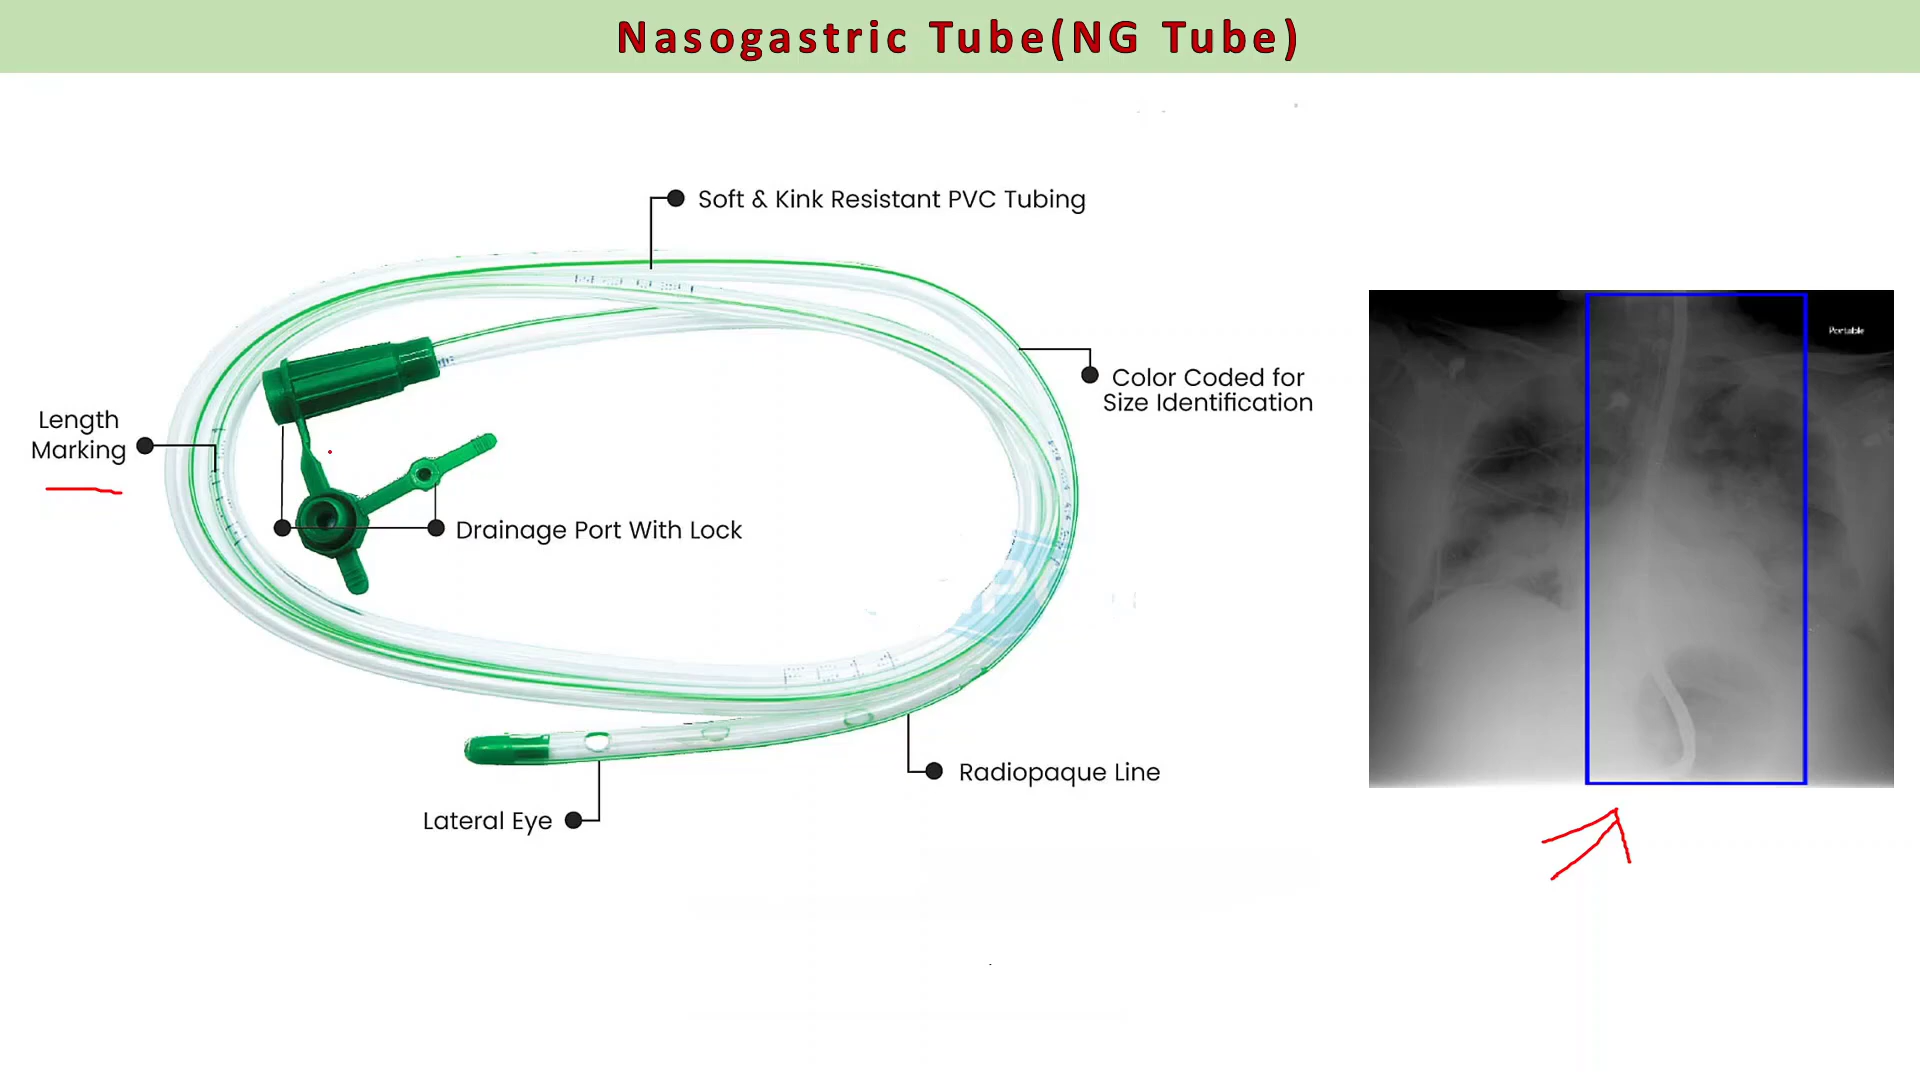 Nasogastric Tube(NG Tube)
Soft & Kink Resistant PVC Tubing
Color Coded for
Size Identification
Length
Marking
Drainage Port With Lock
Radiopaque Line
Lateral Eye
Portable